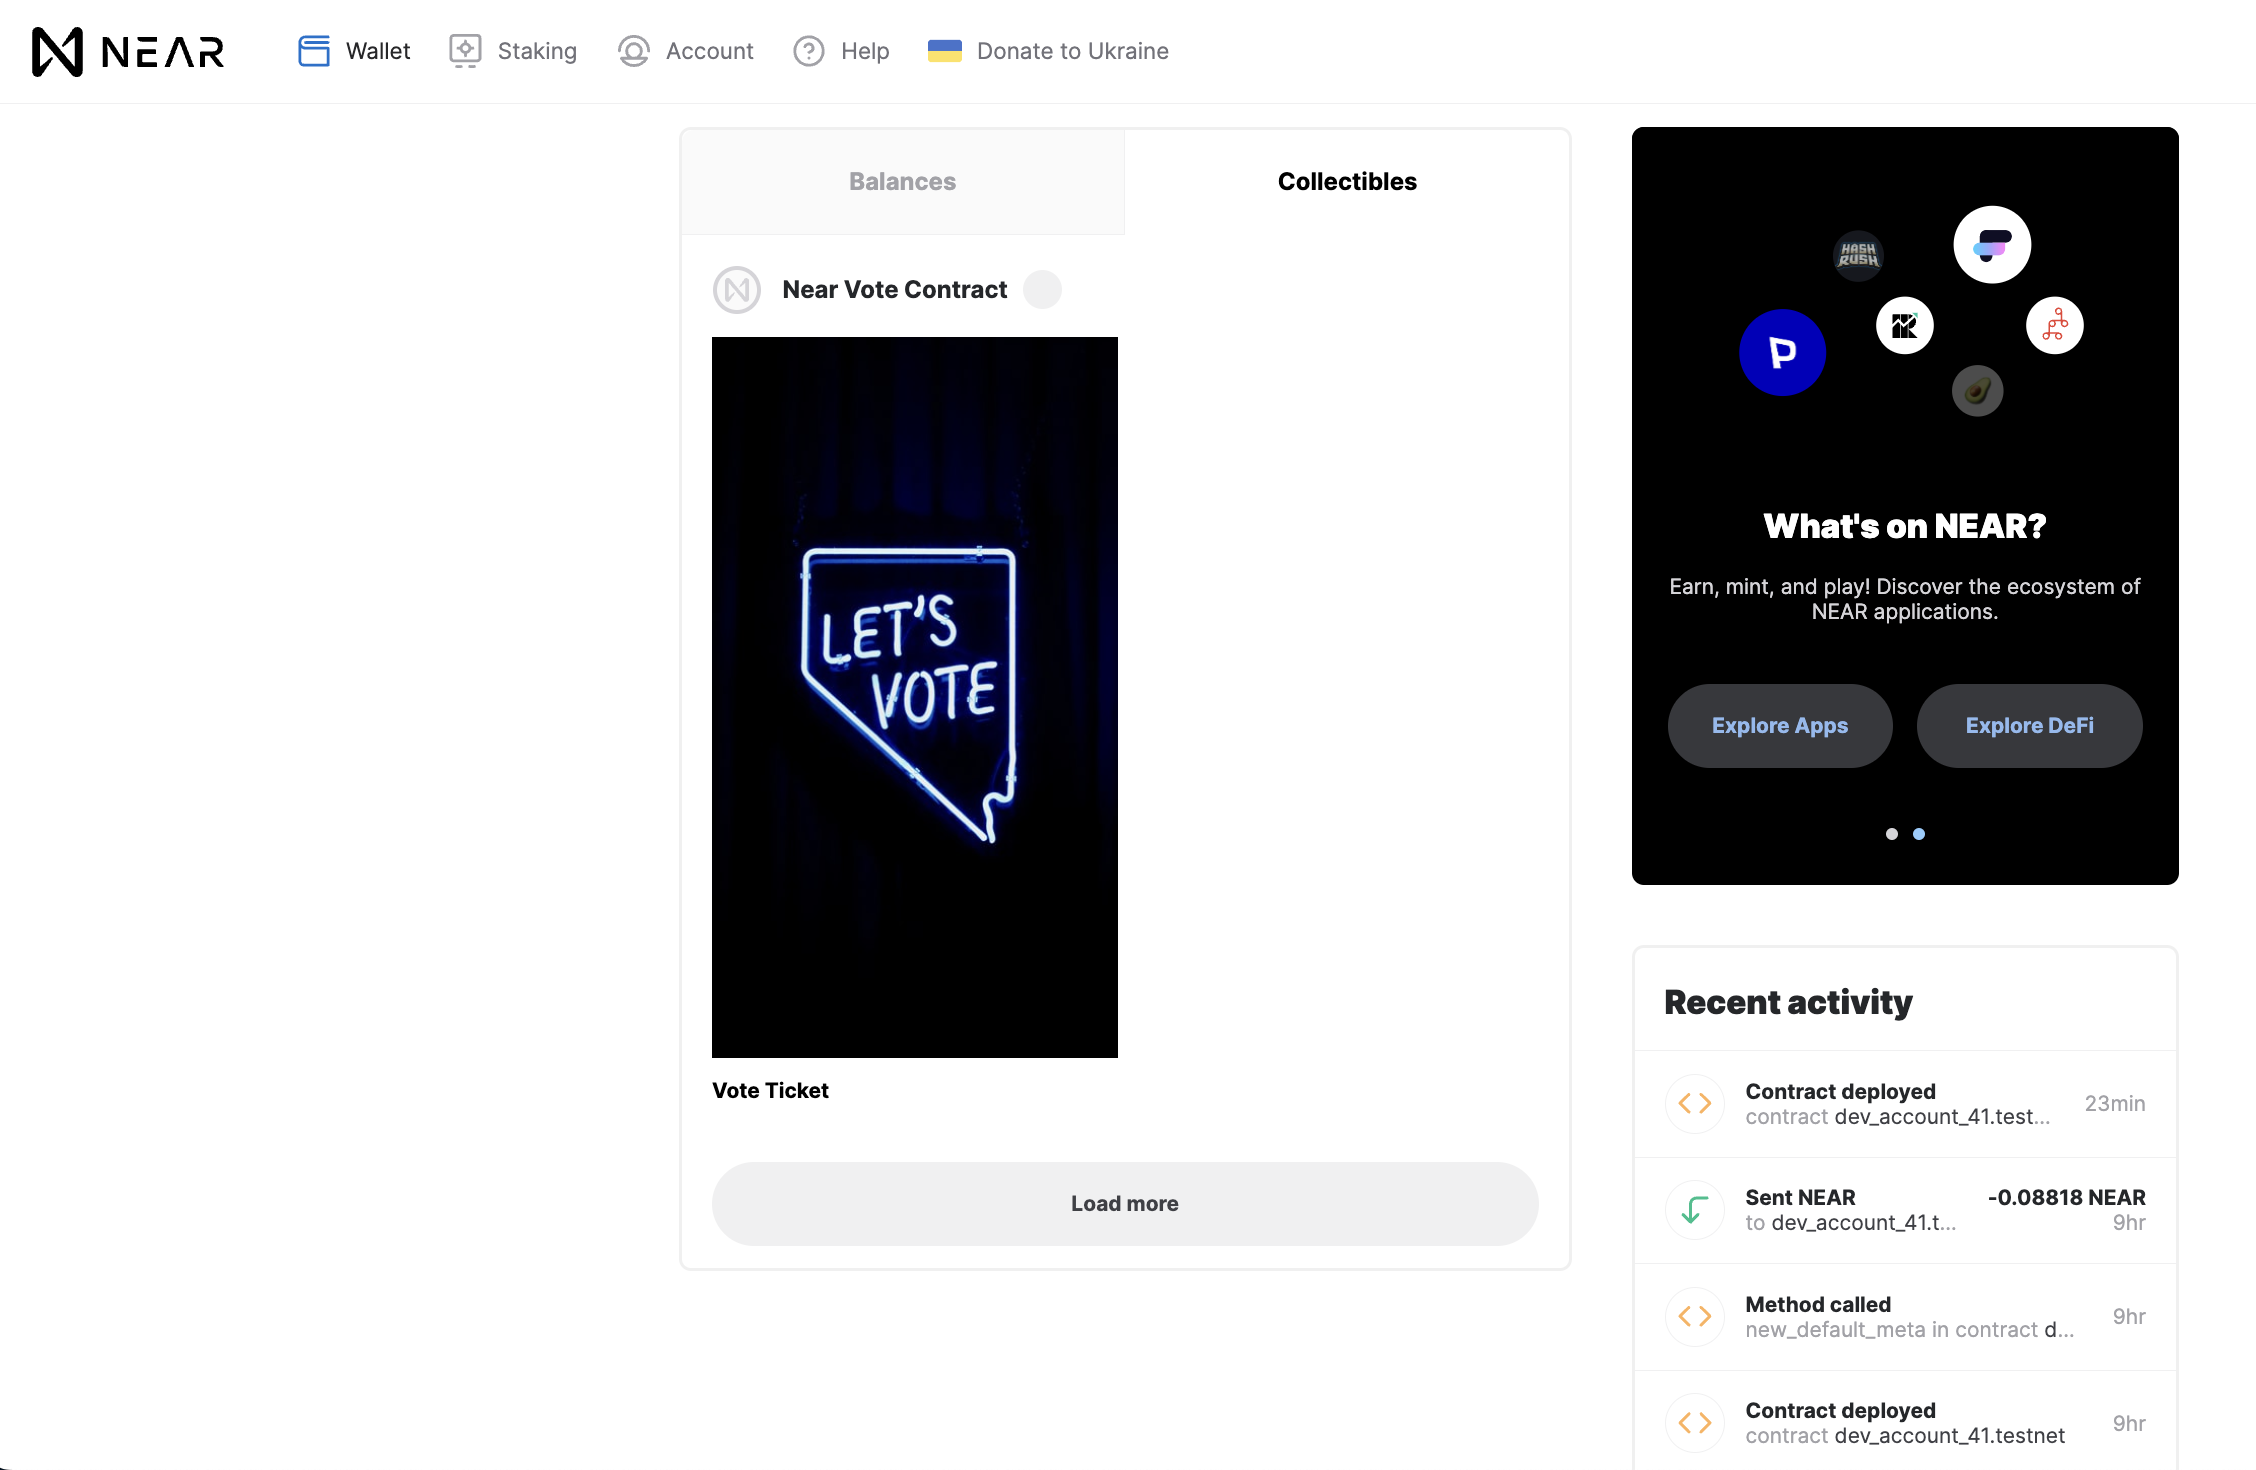 NEAR
Wallet
Staking
Account
Help
Donate to Ukraine
Balances
Collectibles
Near Vote Contract
LET'S
VOTE
Vote Ticket
Load more
HASH
RUSH
P
What's on NEAR?
Earn, mint, and play! Discover the ecosystem of
NEAR applications.
Explore Apps
Explore DeFi
Recent activity
Contract deployed
contract dev_account_41.test...
23min
Sent NEAR
-0.08818 NEAR
to dev_account_41.t...
9hr
Method called
new_default_meta in contract d...
9hr
Contract deployed
contract dev_account_41.testnet
9hr